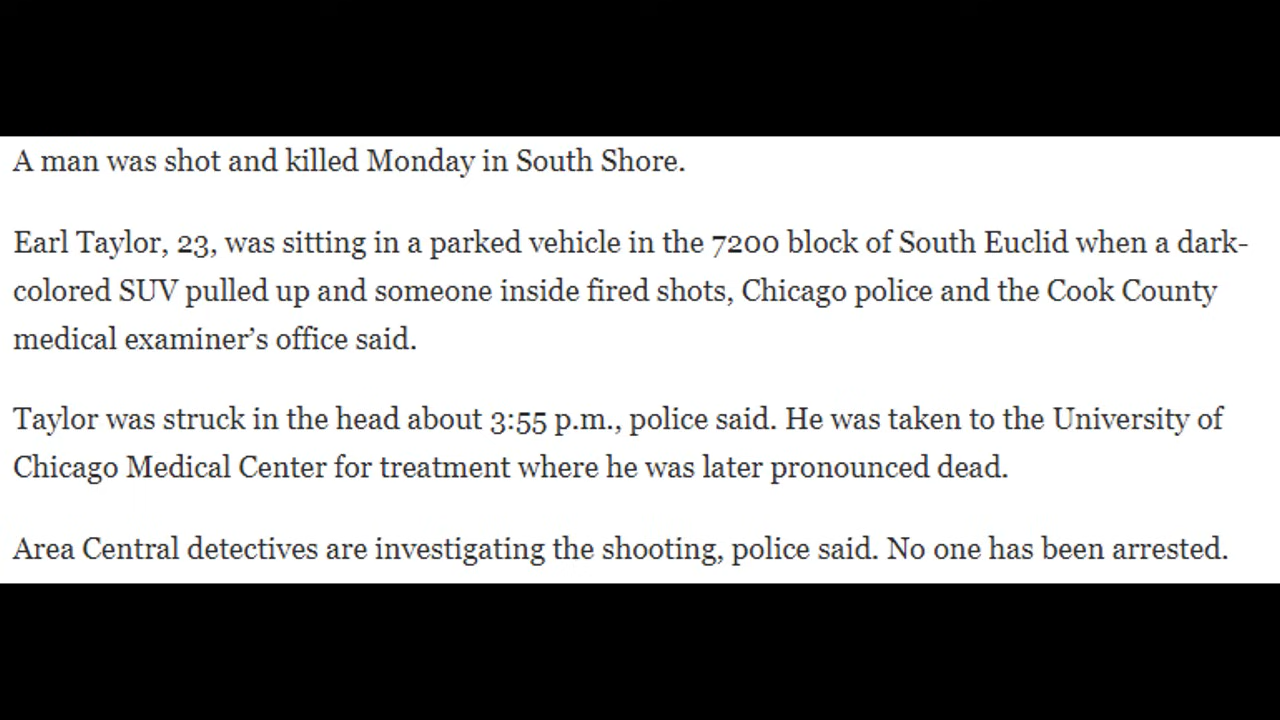 A man was shot and killed Monday in South Shore.
Earl Taylor, 23, was sitting in a parked vehicle in the 7200 block of South Euclid when a dark-
colored SUV pulled up and someone inside fired shots, Chicago police and the Cook County
medical examiner’s office said.
Taylor was struck in the head about 3:55 p.m., police said. He was taken to the University of
Chicago Medical Center for treatment where he was later pronounced dead.
Area Central detectives are investigating the shooting, police said. No one has been arrested.